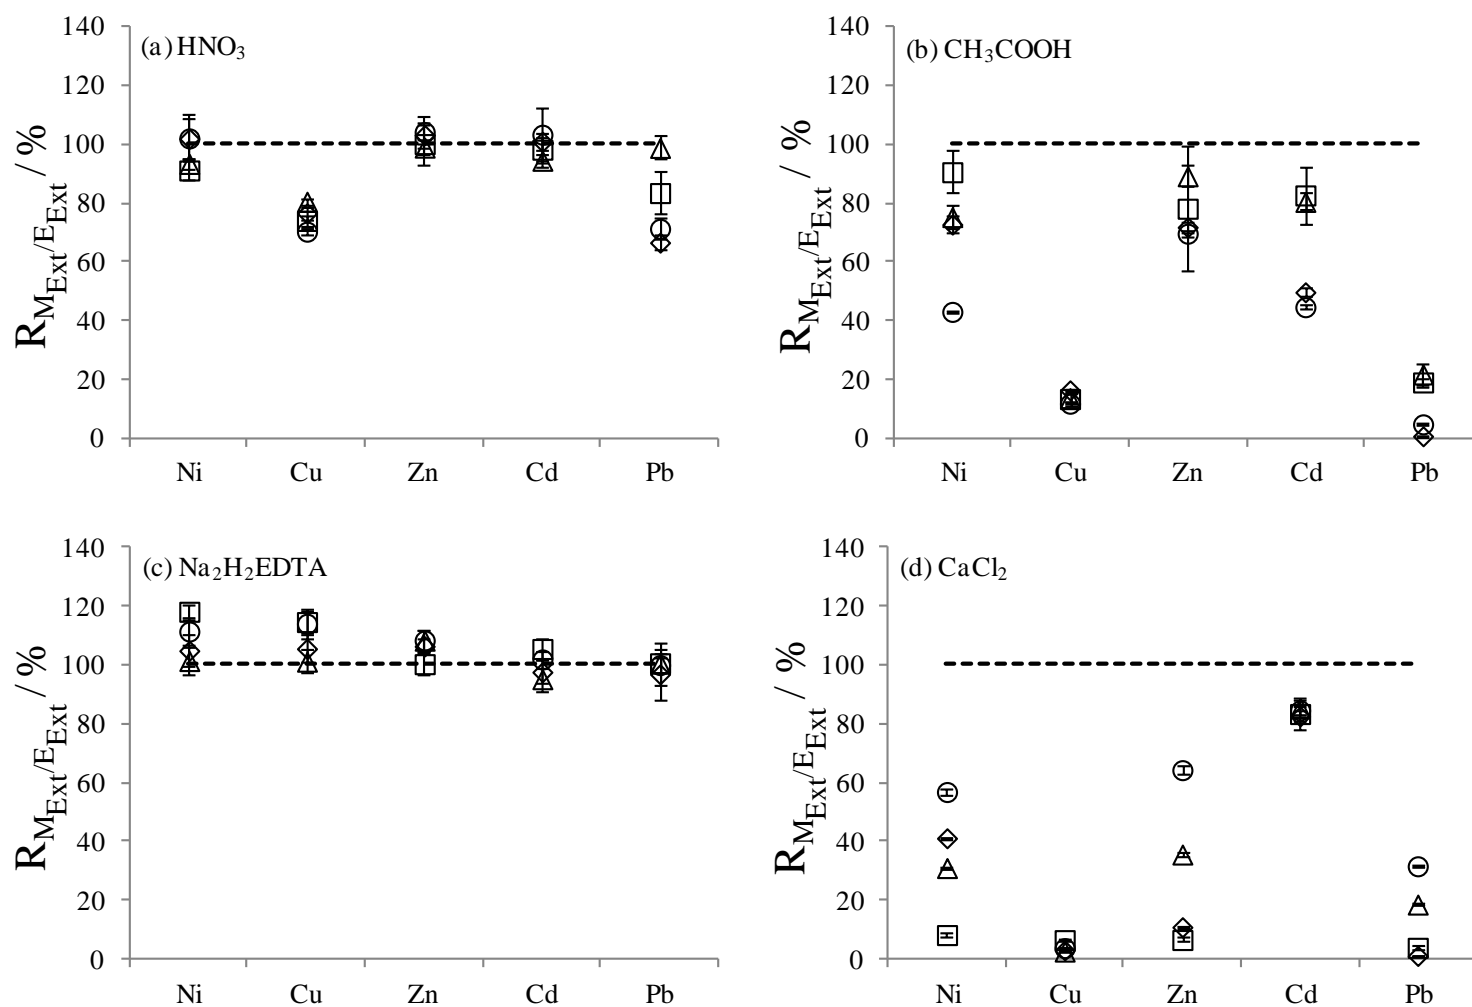 (a) HNO₃
140
120
100
80
60
40
20
0
R_{M_{Ext}/E_{Ext}} / %
Ni Cu Zn Cd Pb
(b) CH₃COOH
140
120
100
80
60
40
20
0
R_{M_{Ext}/E_{Ext}} / %
Ni Cu Zn Cd Pb
(c) Na₂H₂EDTA
140
120
100
80
60
40
20
0
R_{M_{Ext}/E_{Ext}} / %
Ni Cu Zn Cd Pb
(d) CaCl₂
140
120
100
80
60
40
20
0
R_{M_{Ext}/E_{Ext}} / %
Ni Cu Zn Cd Pb